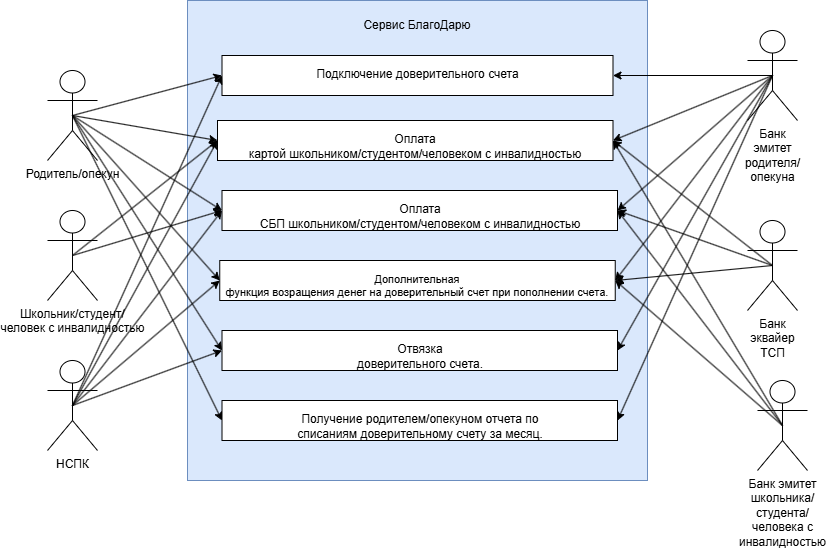 Сервис БлагоДарю
Подключение доверительного счета
Оплата
картой школьником/студентом/человеком с инвалидностью
Оплата
СБП школьником/студентом/человеком с инвалидностью
Дополнительная
функция возращения денег на доверительный счет при пополнении счета.
Отвязка
доверительного счета.
Получение родителем/опекуном отчета по
списаниям доверительному счету за месяц.
Родитель/опекун
Школьник/студент/
человек с инвалидностью
НСПК
Банк
эмитет
родителя/
опекуна
Банк
эквайер
ТСП
Банк эмитет
школьника/
студента/
человека с
инвалидностью